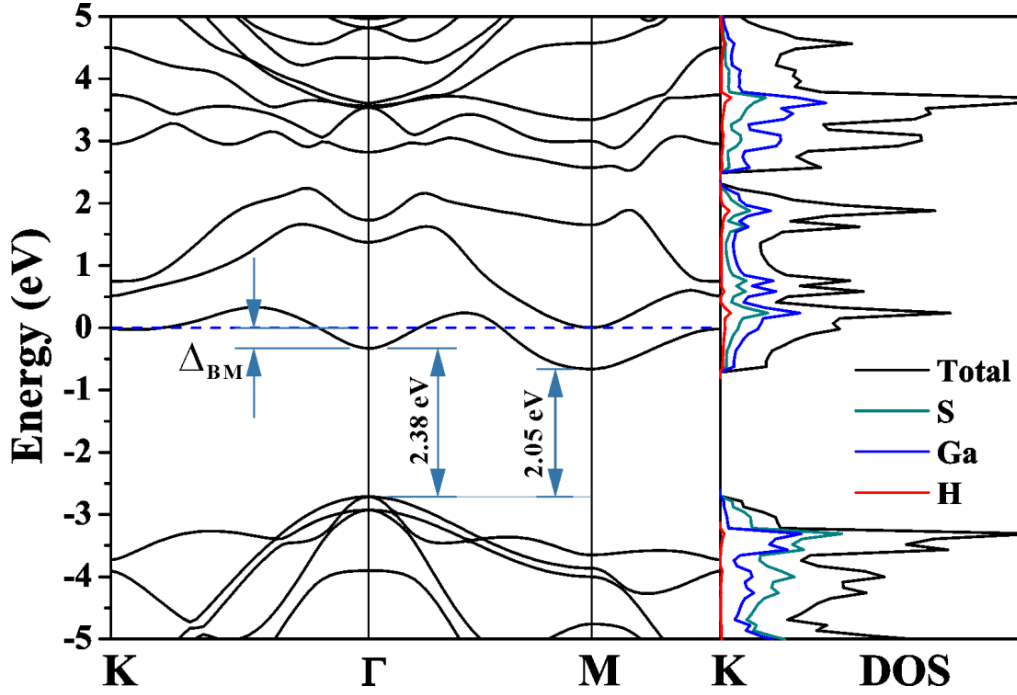 5
4
3
2
1
0
-1
-2
-3
-4
-5
Energy (eV)
Δ_BM
2.38 eV
2.05 eV
Total
S
Ga
H
K Γ M K DOS